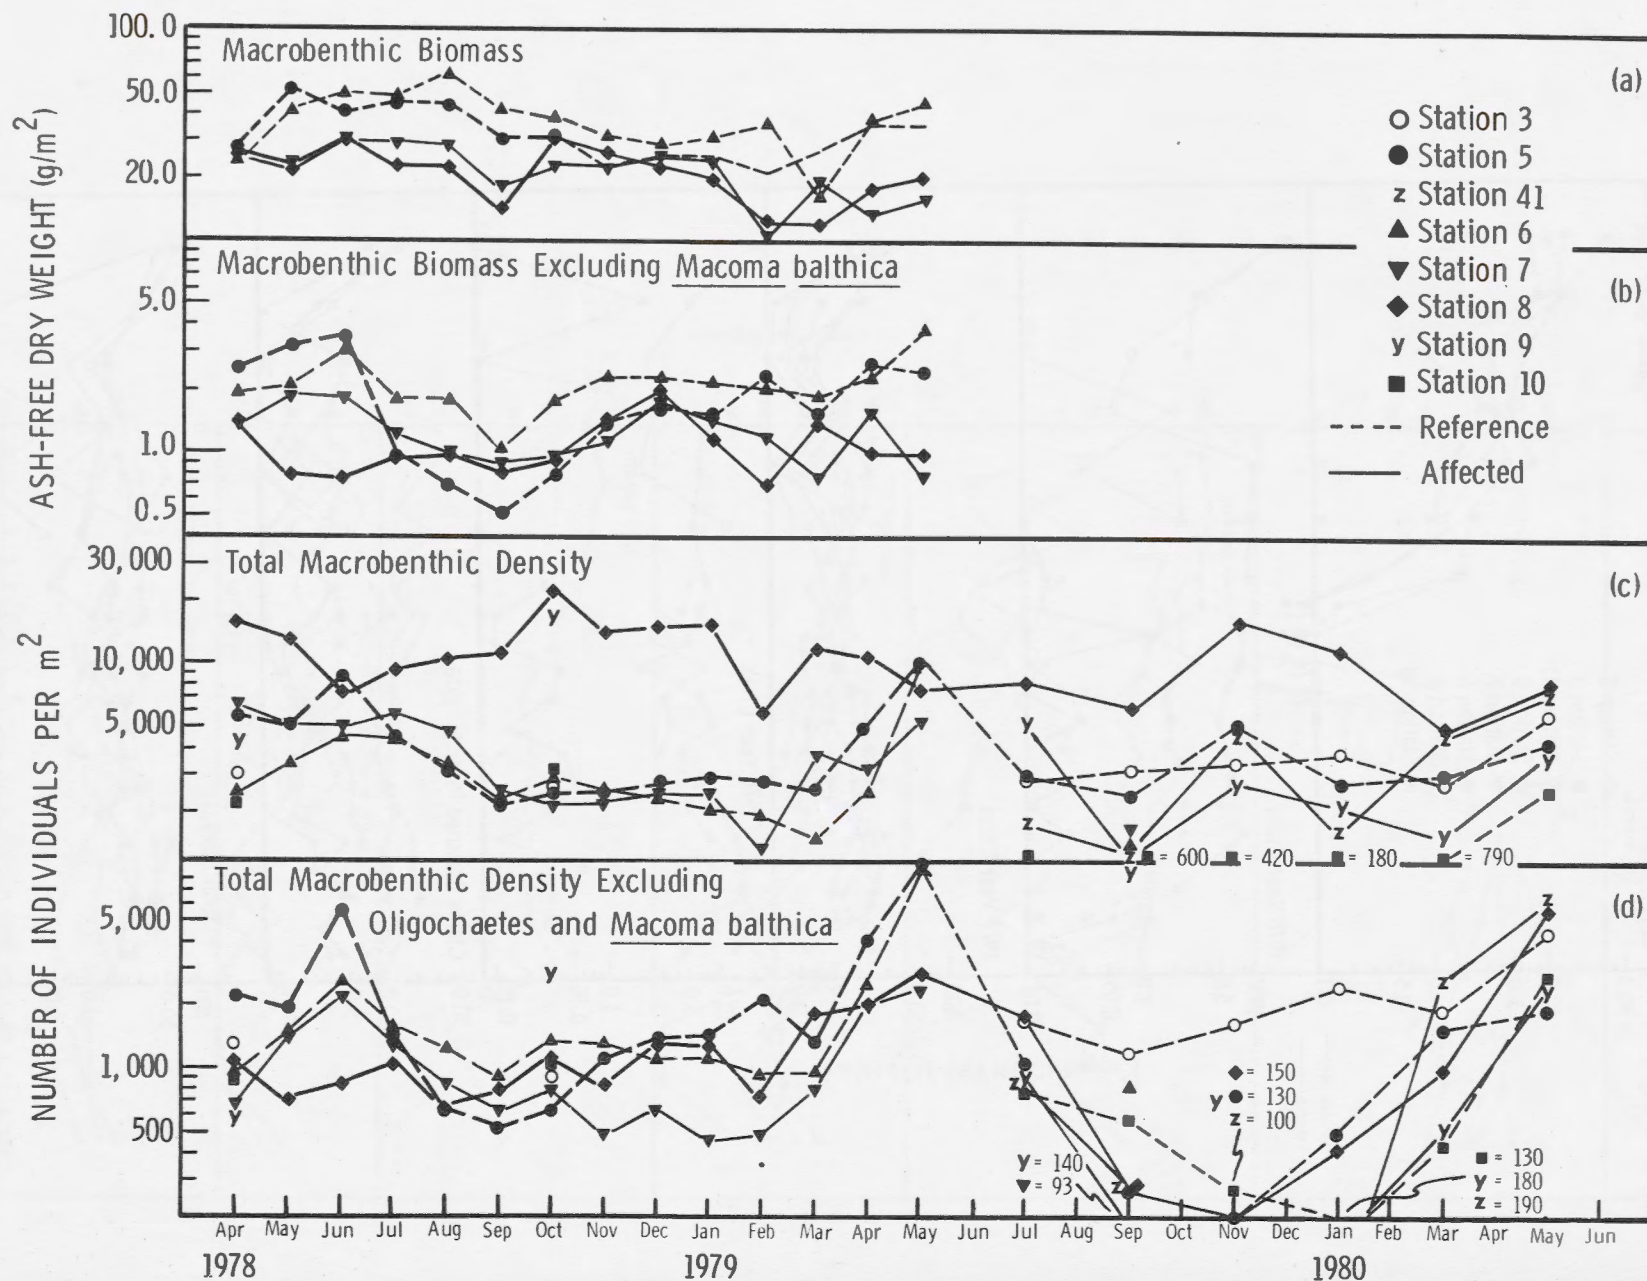 100.0
50.0
20.0
ASH-FREE DRY WEIGHT (g/m2)
Macrobenthic Biomass
(a)
Macrobenthic Biomass Excluding Macoma balthica
(b)
5.0
1.0
0.5
○ Station 3
● Station 5
z Station 41
▲ Station 6
▼ Station 7
◆ Station 8
y Station 9
■ Station 10
Reference
Affected
Total Macrobenthic Density
(c)
30,000
10,000
5,000
NUMBER OF INDIVIDUALS PER m2
■ = 600
■ = 420
■ = 180
■ = 790
Total Macrobenthic Density Excluding
Oligochaetes and Macoma balthica
(d)
5,000
1,000
500
◆ = 150
y ● = 130
z = 100
y = 140
▼ = 93
■ = 130
y = 180
z = 190
Apr May Jun Jul Aug Sep Oct Nov Dec Jan Feb Mar Apr May Jun Jul Aug Sep Oct Nov Jan Feb Mar Apr May Jun
1978 1979 1980